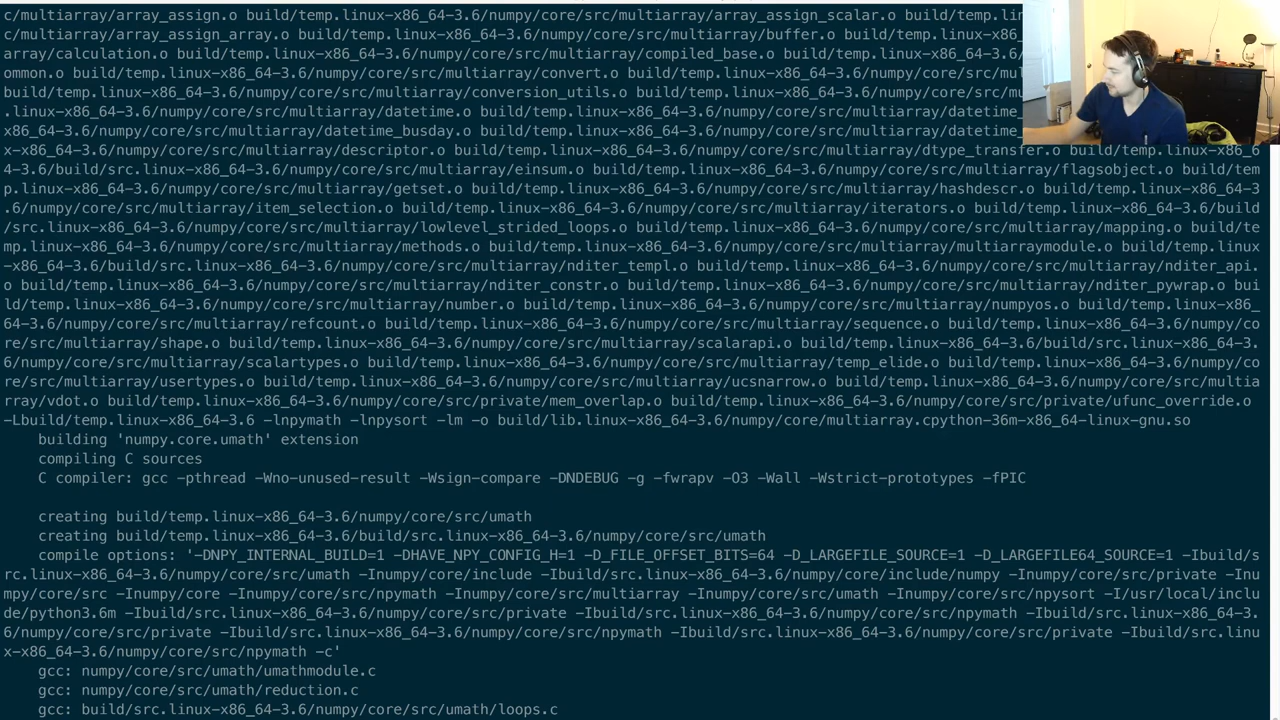 c/multiarray/array_assign.o build/temp.linux-x86_64-3.6/numpy/core/src/multiarray/array_assign_scalar.o build/temp.lin
c/multiarray/array_assign_array.o build/temp.linux-x86_64-3.6/numpy/core/src/multiarray/buffer.o build/temp.linux-x86_
array/calculation.o build/temp.linux-x86_64-3.6/numpy/core/src/multiarray/compiled_base.o build/temp.linux-x86_64-3.6/
ommon.o build/temp.linux-x86_64-3.6/numpy/core/src/multiarray/convert.o build/temp.linux-x86_64-3.6/numpy/core/src/mul
build/temp.linux-x86_64-3.6/numpy/core/src/multiarray/conversion_utils.o build/temp.linux-x86_64-3.6/numpy/core/src/mu
.linux-x86_64-3.6/numpy/core/src/multiarray/datetime.o build/temp.linux-x86_64-3.6/numpy/core/src/multiarray/datetime_
x86_64-3.6/numpy/core/src/multiarray/datetime_busday.o build/temp.linux-x86_64-3.6/numpy/core/src/multiarray/datetime_
x-x86_64-3.6/numpy/core/src/multiarray/descriptor.o build/temp.linux-x86_64-3.6/numpy/core/src/multiarray/dtype_transfer.o build/temp.linux-x86_6
4-3.6/build/src.linux-x86_64-3.6/numpy/core/src/multiarray/einsum.o build/temp.linux-x86_64-3.6/numpy/core/src/multiarray/flagsobject.o build/tem
p.linux-x86_64-3.6/numpy/core/src/multiarray/getset.o build/temp.linux-x86_64-3.6/numpy/core/src/multiarray/hashdescr.o build/temp.linux-x86_64-3
.6/numpy/core/src/multiarray/item_selection.o build/temp.linux-x86_64-3.6/numpy/core/src/multiarray/iterators.o build/temp.linux-x86_64-3.6/build
/src.linux-x86_64-3.6/numpy/core/src/multiarray/lowlevel_strided_loops.o build/temp.linux-x86_64-3.6/numpy/core/src/multiarray/mapping.o build/te
mp.linux-x86_64-3.6/numpy/core/src/multiarray/methods.o build/temp.linux-x86_64-3.6/numpy/core/src/multiarray/multiarraymodule.o build/temp.linux
-x86_64-3.6/build/src.linux-x86_64-3.6/numpy/core/src/multiarray/nditer_templ.o build/temp.linux-x86_64-3.6/numpy/core/src/multiarray/nditer_api.
o build/temp.linux-x86_64-3.6/numpy/core/src/multiarray/nditer_constr.o build/temp.linux-x86_64-3.6/numpy/core/src/multiarray/nditer_pywrap.o bui
ld/temp.linux-x86_64-3.6/numpy/core/src/multiarray/number.o build/temp.linux-x86_64-3.6/numpy/core/src/multiarray/numpyos.o build/temp.linux-x86_
64-3.6/numpy/core/src/multiarray/refcount.o build/temp.linux-x86_64-3.6/numpy/core/src/multiarray/sequence.o build/temp.linux-x86_64-3.6/numpy/co
re/src/multiarray/shape.o build/temp.linux-x86_64-3.6/numpy/core/src/multiarray/scalarapi.o build/temp.linux-x86_64-3.6/build/src.linux-x86_64-3.
6/numpy/core/src/multiarray/scalartypes.o build/temp.linux-x86_64-3.6/numpy/core/src/multiarray/temp_elide.o build/temp.linux-x86_64-3.6/numpy/co
re/src/multiarray/usertypes.o build/temp.linux-x86_64-3.6/numpy/core/src/multiarray/ucsnarrow.o build/temp.linux-x86_64-3.6/numpy/core/src/multia
rray/vdot.o build/temp.linux-x86_64-3.6/numpy/core/src/private/mem_overlap.o build/temp.linux-x86_64-3.6/numpy/core/src/private/ufunc_override.o
-Lbuild/temp.linux-x86_64-3.6 -lnpymath -lnpysort -lm -o build/lib.linux-x86_64-3.6/numpy/core/multiarray.cpython-36m-x86_64-linux-gnu.so
building 'numpy.core.umath' extension
compiling C sources
C compiler: gcc -pthread -Wno-unused-result -Wsign-compare -DNDEBUG -g -fwrapv -O3 -Wall -Wstrict-prototypes -fPIC
creating build/temp.linux-x86_64-3.6/numpy/core/src/umath
creating build/temp.linux-x86_64-3.6/build/src.linux-x86_64-3.6/numpy/core/src/umath
compile options: '-DNPY_INTERNAL_BUILD=1 -DHAVE_NPY_CONFIG_H=1 -D_FILE_OFFSET_BITS=64 -D_LARGEFILE_SOURCE=1 -D_LARGEFILE64_SOURCE=1 -Ibuild/s
rc.linux-x86_64-3.6/numpy/core/src/umath -Inumpy/core/include -Ibuild/src.linux-x86_64-3.6/numpy/core/include/numpy -Inumpy/core/src/private -Inu
mpy/core/src -Inumpy/core -Inumpy/core/src/npymath -Inumpy/core/src/multiarray -Inumpy/core/src/umath -Inumpy/core/src/npysort -I/usr/local/inclu
de/python3.6m -Ibuild/src.linux-x86_64-3.6/numpy/core/src/private -Ibuild/src.linux-x86_64-3.6/numpy/core/src/npymath -Ibuild/src.linux-x86_64-3.
6/numpy/core/src/private -Ibuild/src.linux-x86_64-3.6/numpy/core/src/npymath -Ibuild/src.linux-x86_64-3.6/numpy/core/src/private -Ibuild/src.linu
x-x86_64-3.6/numpy/core/src/npymath -c'
gcc: numpy/core/src/umath/umathmodule.c
gcc: numpy/core/src/umath/reduction.c
gcc: build/src.linux-x86_64-3.6/numpy/core/src/umath/loops.c